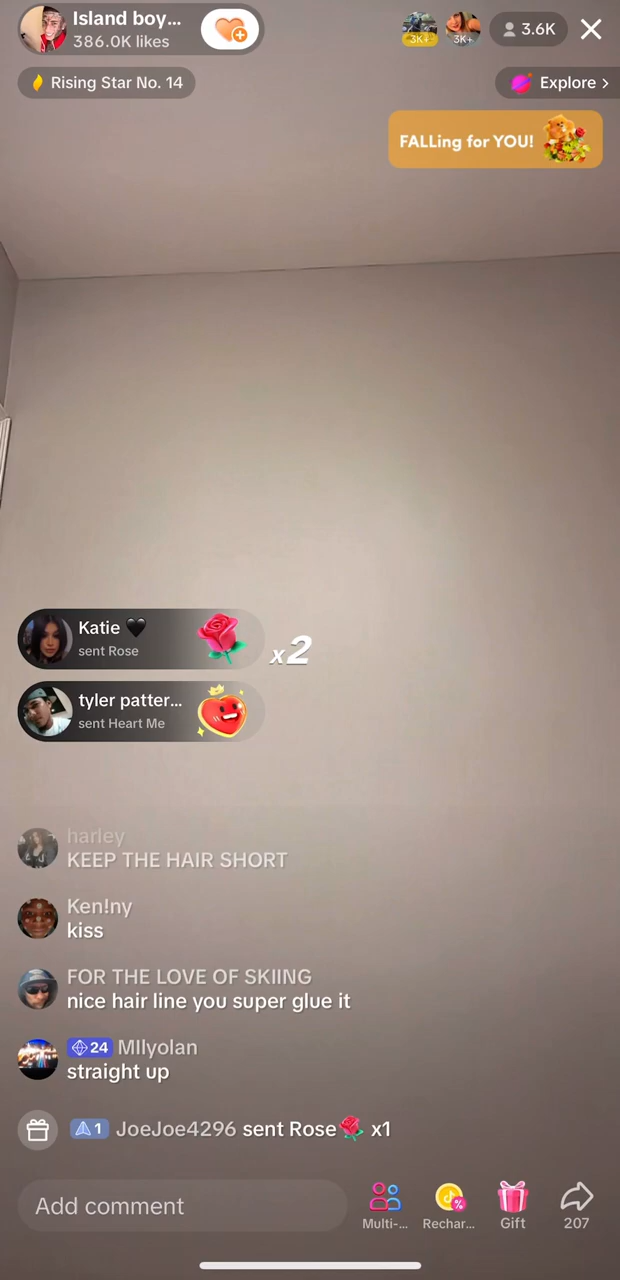 Island boy...
386.0K likes
3K+
3K+
3.6K
Rising Star No. 14
Explore >
FALLing for YOU!
Katie 🖤
sent Rose
x2
tyler patter...
sent Heart Me
harley
KEEP THE HAIR SHORT
Ken!ny
kiss
FOR THE LOVE OF SKIING
nice hair line you super glue it
24 MIlyolan
straight up
1 JoeJoe4296 sent Rose🌹 x1
Add comment
Multi-...
Rechar...
Gift
207